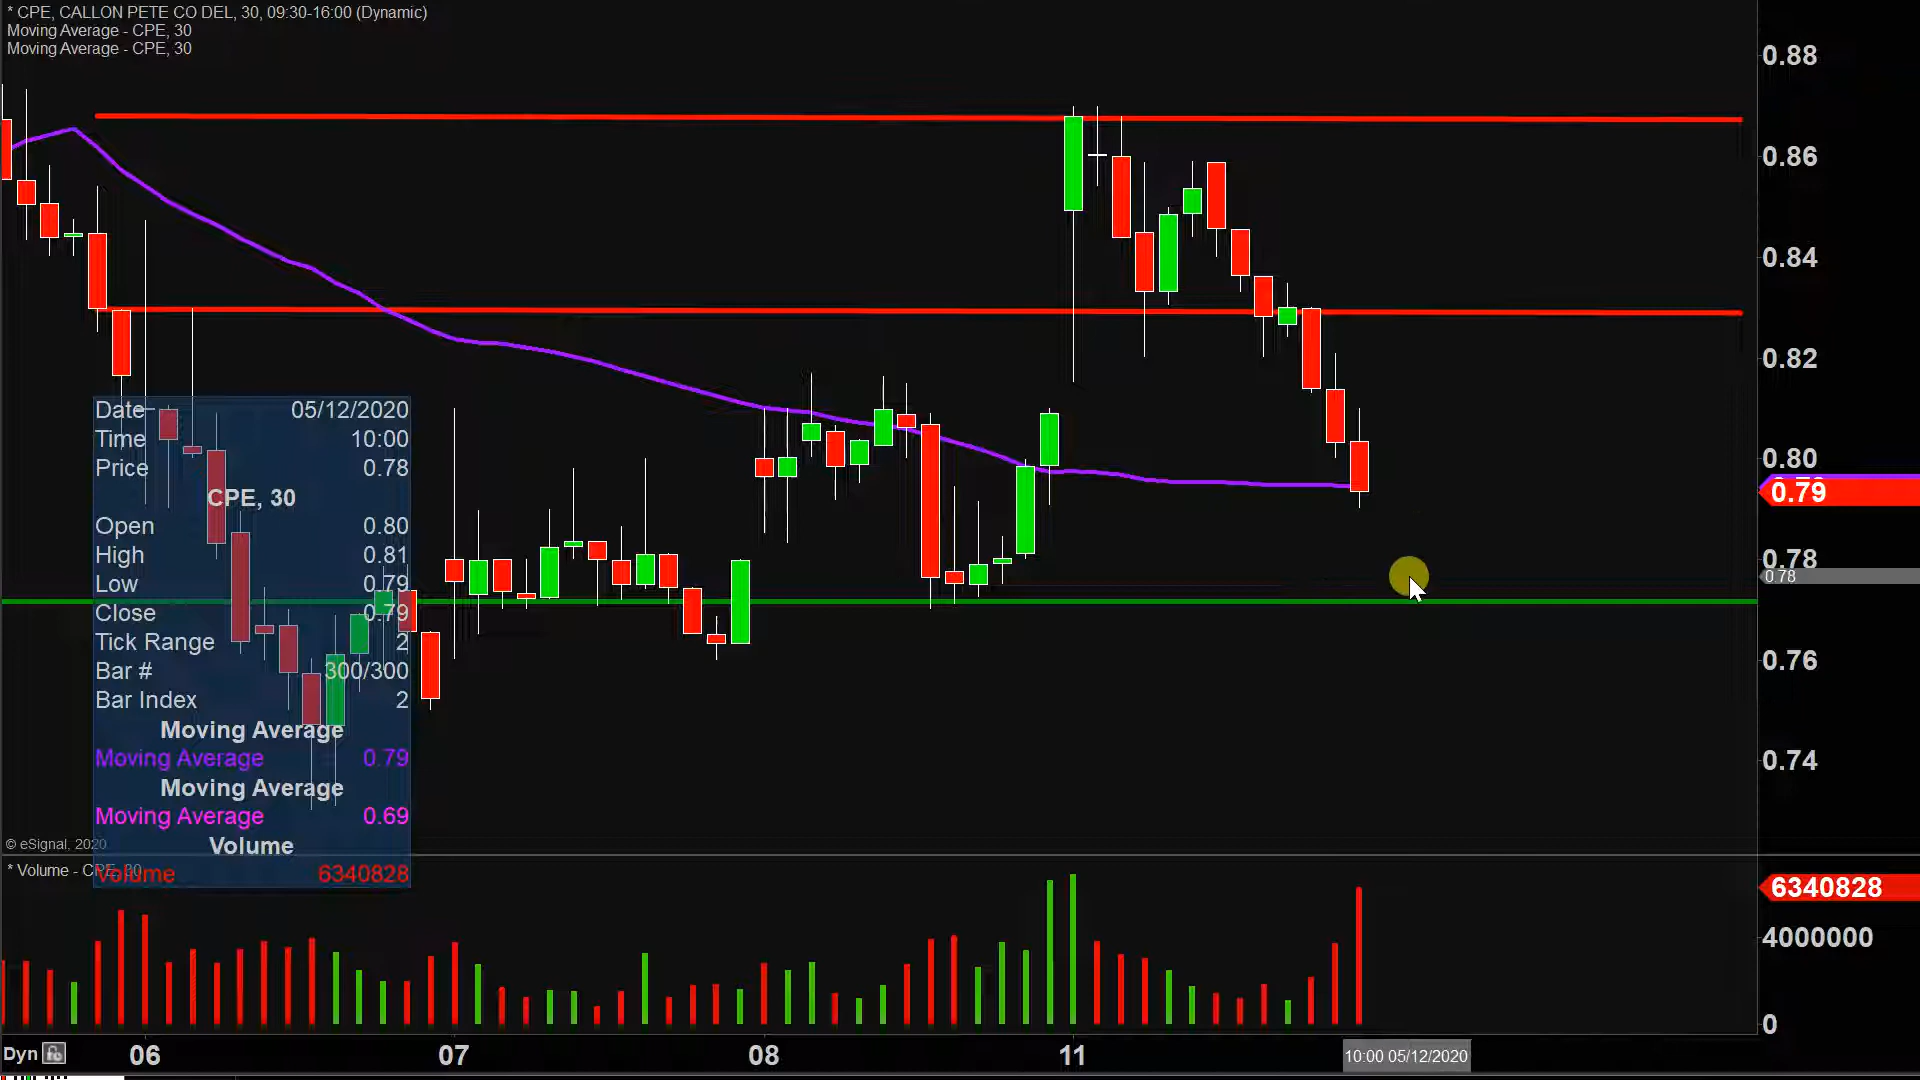 * CPE, CALLON PETE CO DEL, 30, 09:30-16:00 (Dynamic)
Moving Average - CPE, 30
Moving Average - CPE, 30
0.88
0.86
0.84
0.82
0.80
0.79
0.78
0.78
0.76
0.74
Date 05/12/2020
Time 10:00
Price 0.78
CPE, 30
Open 0.80
High 0.81
Low 0.79
Close 0.79
Tick Range 2
Bar # 300/300
Bar Index 2
Moving Average
Moving Average 0.79
Moving Average
Moving Average 0.69
Volume
Volume 6340828
© eSignal, 2020
* Volume - CPE, 30
6340828
4000000
0
Dyn 06 07 08 11 10:00 05/12/2020